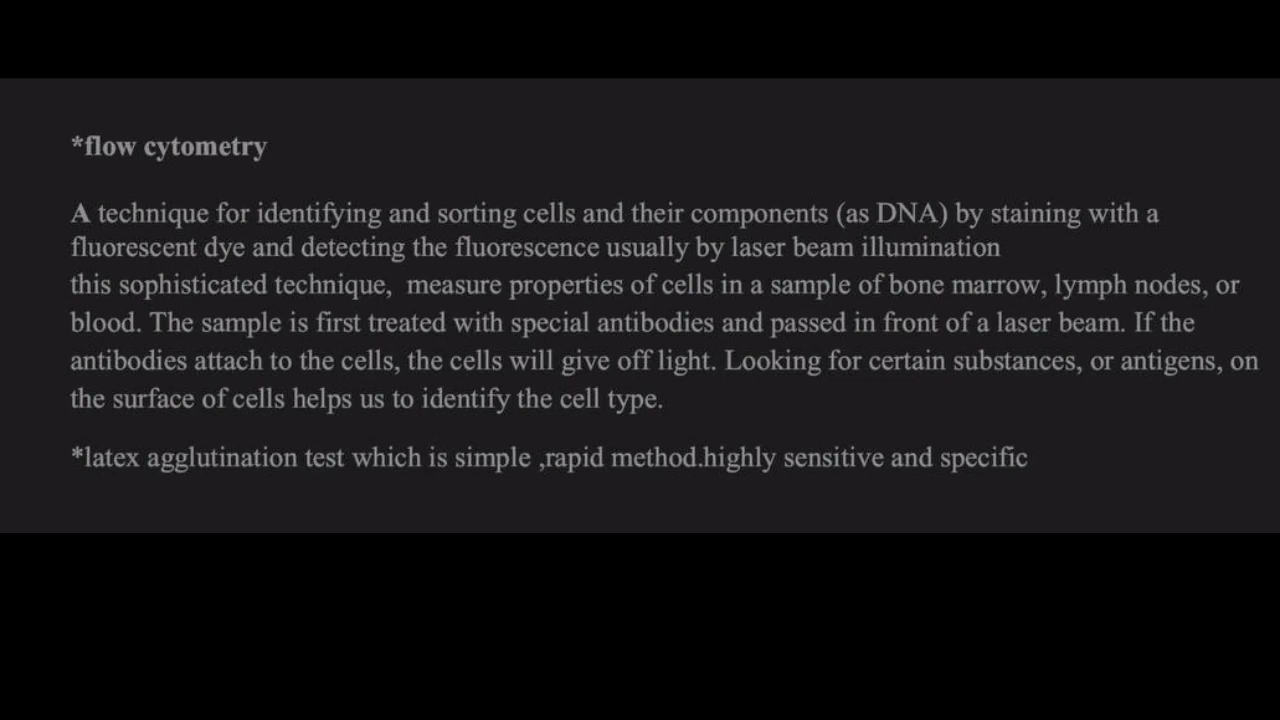 *flow cytometry
A technique for identifying and sorting cells and their components (as DNA) by staining with a
fluorescent dye and detecting the fluorescence usually by laser beam illumination
this sophisticated technique,  measure properties of cells in a sample of bone marrow, lymph nodes, or
blood. The sample is first treated with special antibodies and passed in front of a laser beam. If the
antibodies attach to the cells, the cells will give off light. Looking for certain substances, or antigens, on
the surface of cells helps us to identify the cell type.
*latex agglutination test which is simple ,rapid method.highly sensitive and specific